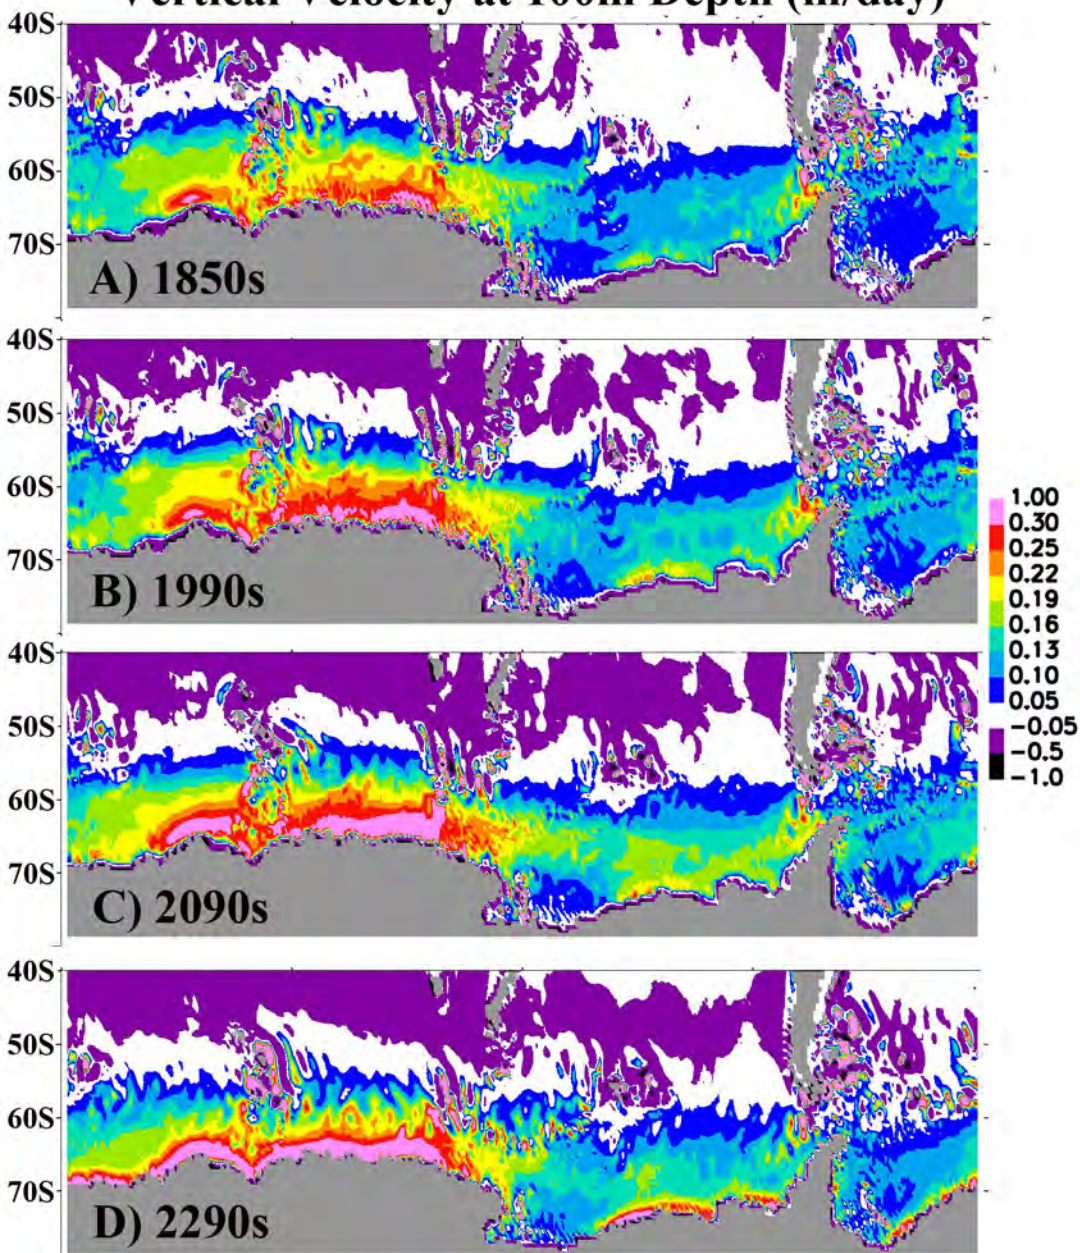 Vertical Velocity at 100m Depth (m/day)
40S
50S
60S
70S
A) 1850s
40S
50S
60S
70S
B) 1990s
1.00
0.30
0.25
0.22
0.19
0.16
0.13
0.10
0.05
-0.05
-0.5
-1.0
40S
50S
60S
70S
C) 2090s
40S
50S
60S
70S
D) 2290s